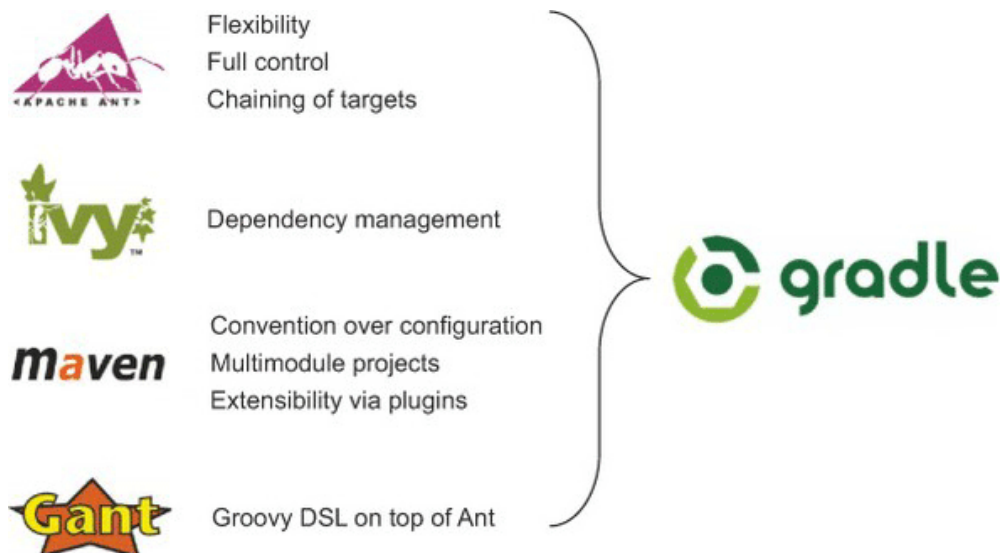 <APACHE ANT>
Flexibility
Full control
Chaining of targets
ivy TM
Dependency management
maven
Convention over configuration
Multimodule projects
Extensibility via plugins
Gant
Groovy DSL on top of Ant
gradle